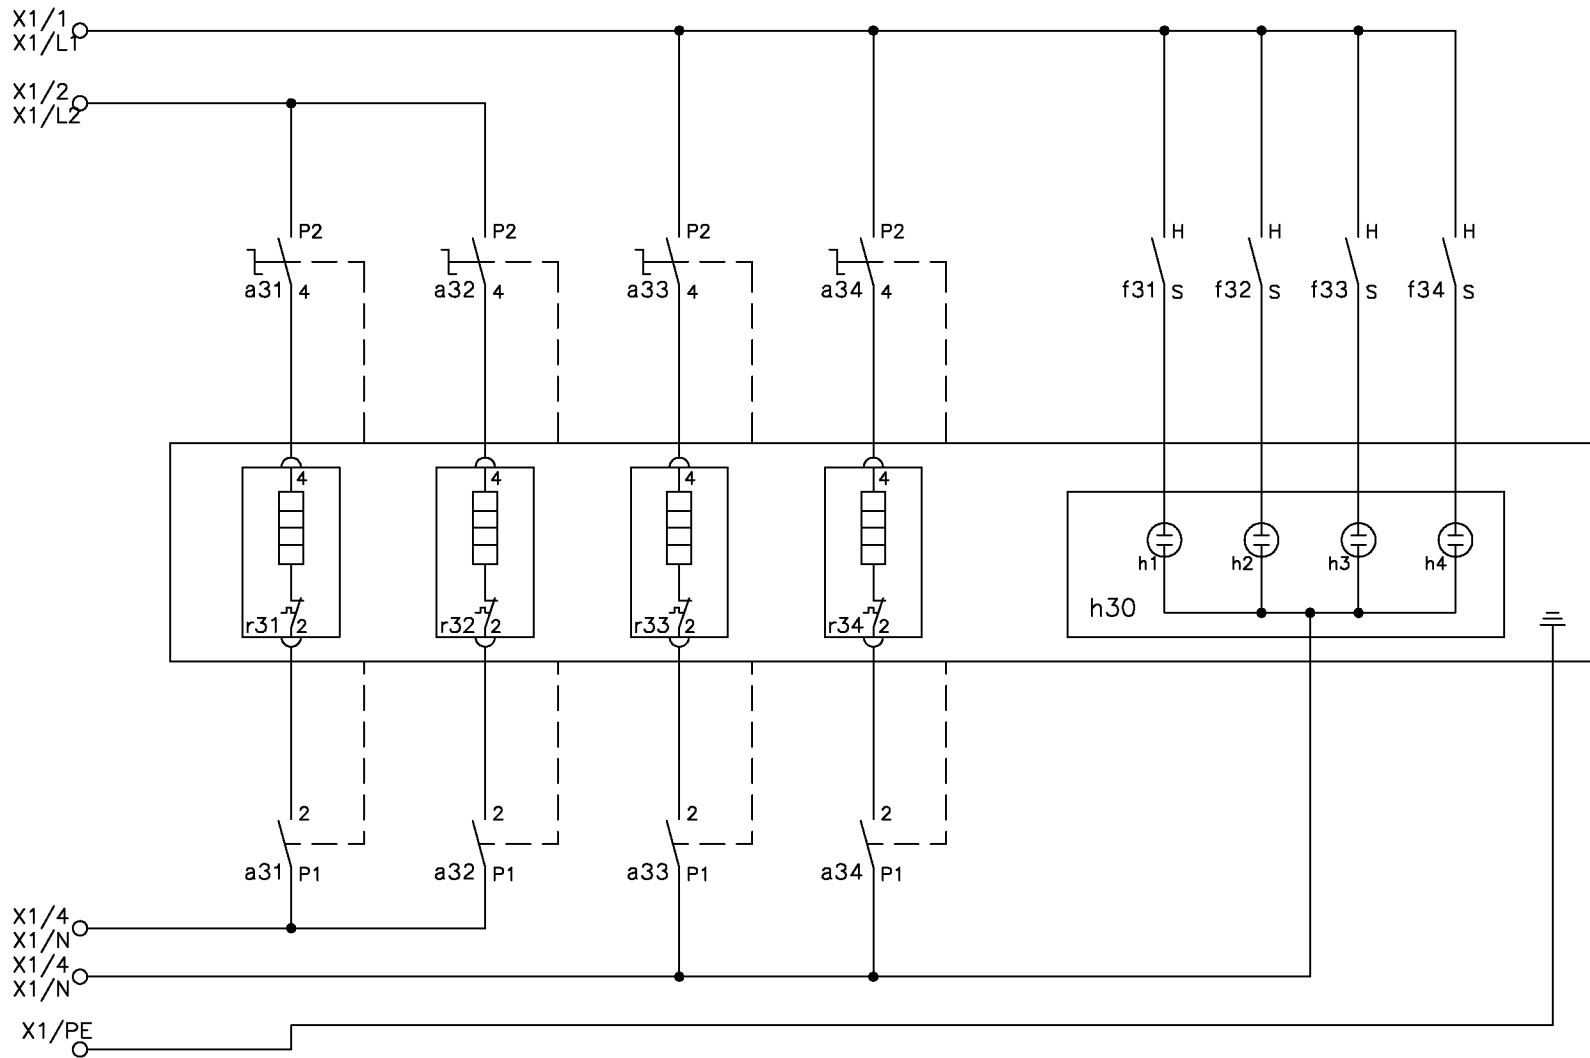 X1/1
X1/L1
X1/2
X1/L2
P2 P2 P2 P2 H H H H
a31 4 a32 4 a33 4 a34 4 f31 S f32 S f33 S f34 S
4 4 4 4
h1 h2 h3 h4
h30
r31 2 r32 2 r33 2 r34 2
2 2 2 2
a31 P1 a32 P1 a33 P1 a34 P1
X1/4
X1/N
X1/4
X1/N
X1/PE